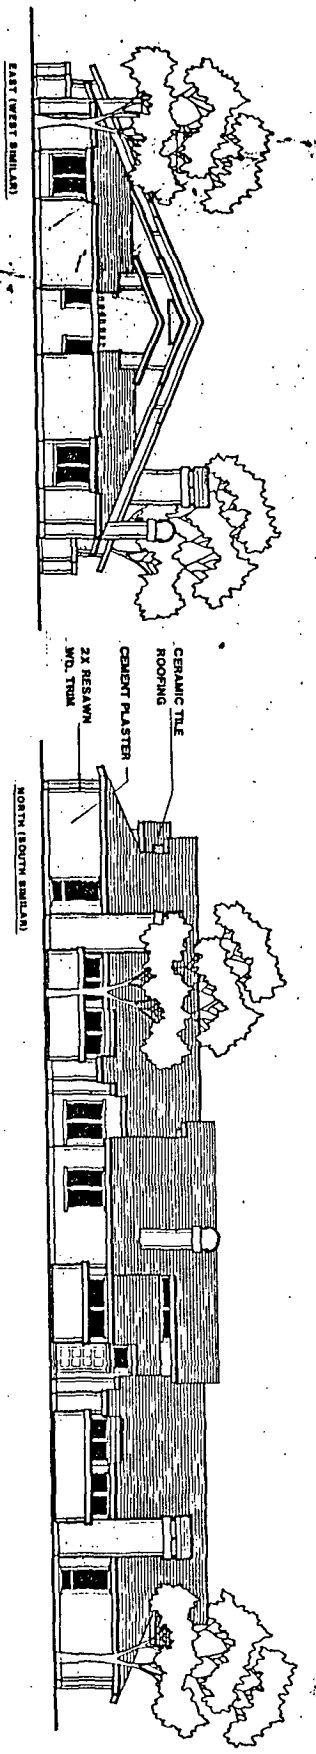 EAST (WEST SIMILAR)
CERAMIC TILE
ROOFING
CEMENT PLASTER
2X RESAWN
WD. TRIM
NORTH (SOUTH SIMILAR)